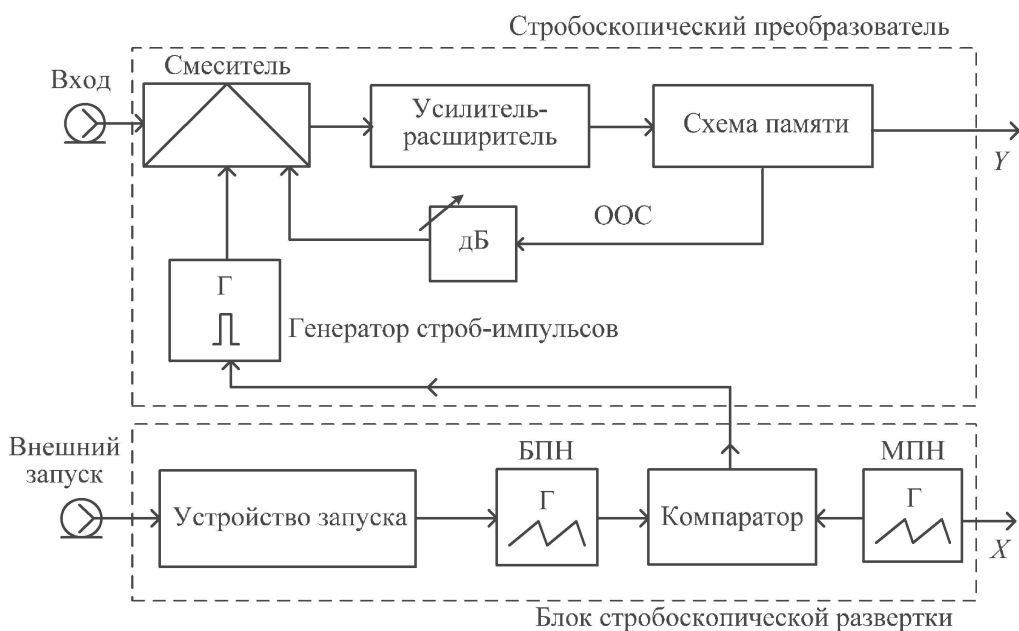 Стробоскопический преобразователь
Смеситель
Вход
Усилитель-
расширитель
Схема памяти
Y
ООС
дБ
Г
Генератор строб-импульсов
Внешний
запуск
БПН
МПН
Устройство запуска
Г
Компаратор
Г
X
Блок стробоскопической развертки